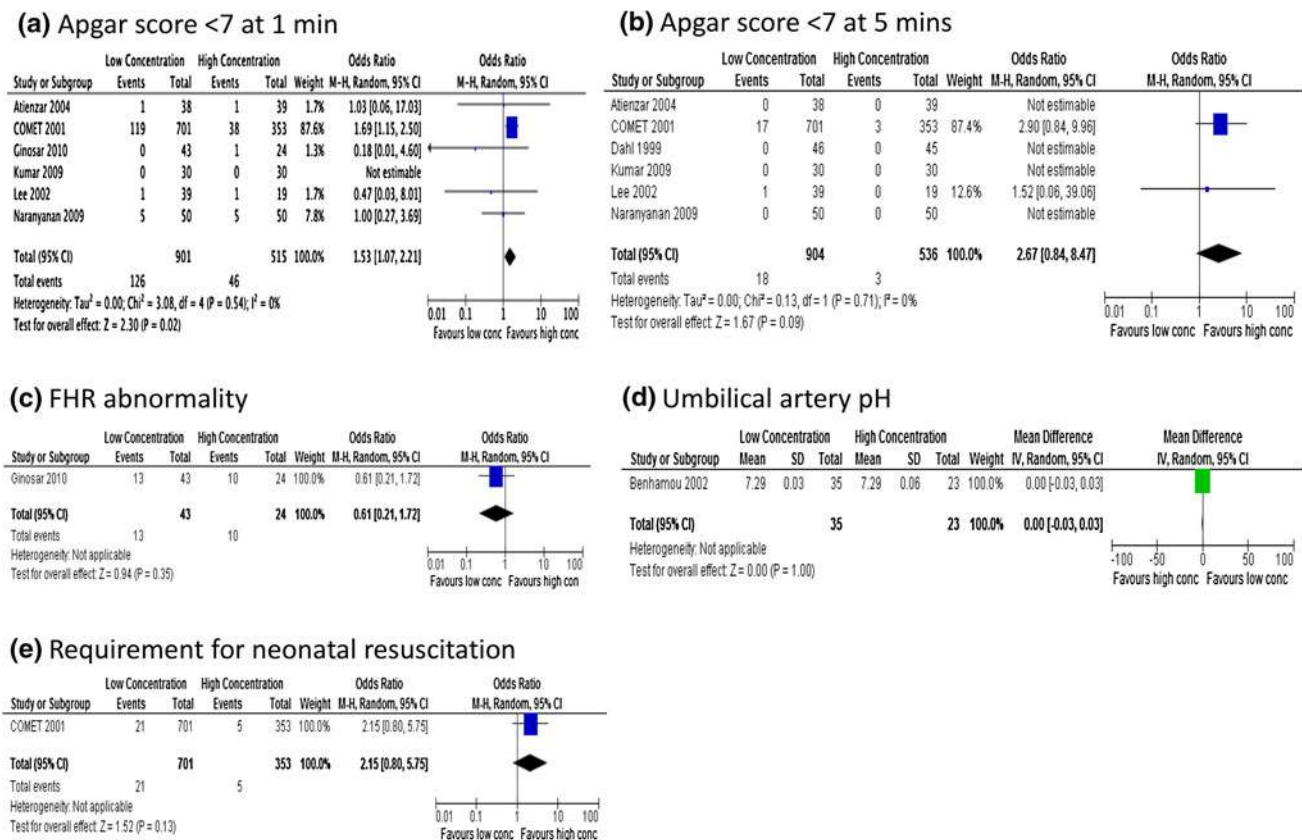 (a) Apgar score <7 at 1 min
Low Concentration High Concentration Odds Ratio Odds Ratio
Study or Subgroup Events Total Events Total Weight M-H, Random, 95% CI M-H, Random, 95% CI
Atienzar 2004 1 38 1 39 1.7% 1.03 [0.06, 17.03]
COMET 2001 119 701 38 353 87.6% 1.69 [1.15, 2.50]
Ginosar 2010 0 43 1 24 1.3% 0.18 [0.01, 4.60]
Kumar 2009 0 30 0 30 Not estimable
Lee 2002 1 39 1 19 1.7% 0.47 [0.03, 8.01]
Naranyanan 2009 5 50 5 50 7.8% 1.00 [0.27, 3.69]
Total (95% CI) 901 515 100.0% 1.53 [1.07, 2.21]
Total events 126 46
Heterogeneity: Tau² = 0.00; Chi² = 3.08, df = 4 (P = 0.54); I² = 0%
Test for overall effect: Z = 2.30 (P = 0.02)
0.01 0.1 1 10 100
Favours low conc Favours high conc
(b) Apgar score <7 at 5 mins
Low Concentration High Concentration Odds Ratio Odds Ratio
Study or Subgroup Events Total Events Total Weight M-H, Random, 95% CI M-H, Random, 95% CI
Atienzar 2004 0 38 0 39 Not estimable
COMET 2001 17 701 3 353 87.4% 2.90 [0.84, 9.96]
Dahl 1999 0 46 0 45 Not estimable
Kumar 2009 0 30 0 30 Not estimable
Lee 2002 1 39 0 19 12.6% 1.52 [0.06, 39.06]
Naranyanan 2009 0 50 0 50 Not estimable
Total (95% CI) 904 536 100.0% 2.67 [0.84, 8.47]
Total events 18 3
Heterogeneity: Tau² = 0.00; Chi² = 0.13, df = 1 (P = 0.71); I² = 0%
Test for overall effect: Z = 1.67 (P = 0.09)
0.01 0.1 1 10 100
Favours low conc Favours high conc
(c) FHR abnormality
Low Concentration High Concentration Odds Ratio Odds Ratio
Study or Subgroup Events Total Events Total Weight M-H, Random, 95% CI M-H, Random, 95% CI
Ginosar 2010 13 43 10 24 100.0% 0.61 [0.21, 1.72]
Total (95% CI) 43 24 100.0% 0.61 [0.21, 1.72]
Total events 13 10
Heterogeneity: Not applicable
Test for overall effect: Z = 0.94 (P = 0.35)
0.01 0.1 1 10 100
Favours low conc Favours high con
(d) Umbilical artery pH
Low Concentration High Concentration Mean Difference Mean Difference
Study or Subgroup Mean SD Total Mean SD Total Weight IV, Random, 95% CI IV, Random, 95% CI
Benhamou 2002 7.29 0.03 35 7.29 0.06 23 100.0% 0.00 [-0.03, 0.03]
Total (95% CI) 35 23 100.0% 0.00 [-0.03, 0.03]
Heterogeneity: Not applicable
Test for overall effect: Z = 0.00 (P = 1.00)
-100 -50 0 50 100
Favours high conc Favours low conc
(e) Requirement for neonatal resuscitation
Low Concentration High Concentration Odds Ratio Odds Ratio
Study or Subgroup Events Total Events Total Weight M-H, Random, 95% CI M-H, Random, 95% CI
COMET 2001 21 701 5 353 100.0% 2.15 [0.80, 5.75]
Total (95% CI) 701 353 100.0% 2.15 [0.80, 5.75]
Total events 21 5
Heterogeneity: Not applicable
Test for overall effect: Z = 1.52 (P = 0.13)
0.01 0.1 1 10 100
Favours low conc Favours high conc